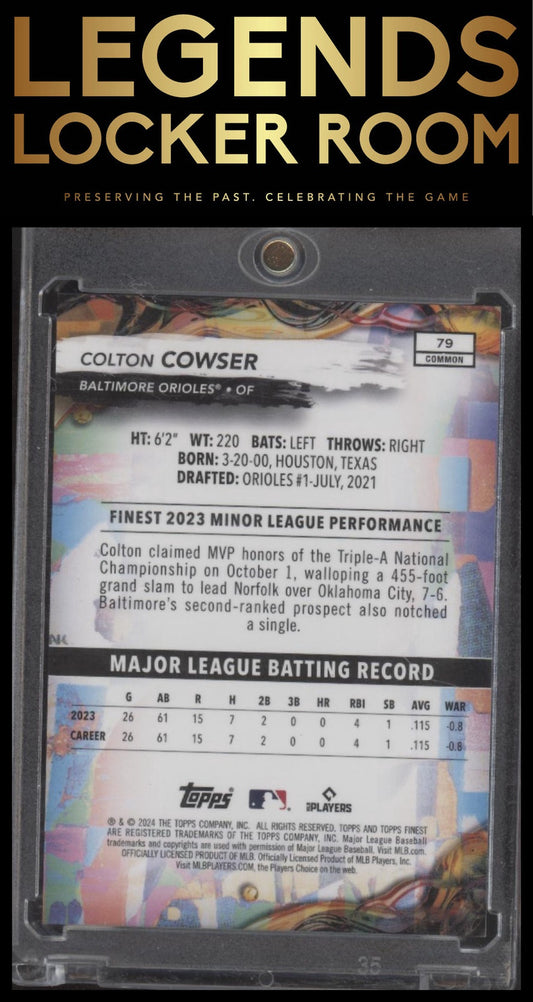 LEGENDS
LOCKER ROOM
PRESERVING THE PAST. CELEBRATING THE GAME
79
COMMON
COLTON COWSER
BALTIMORE ORIOLES® • OF
HT: 6'2" WT: 220 BATS: LEFT THROWS: RIGHT
BORN: 3-20-00, HOUSTON, TEXAS
DRAFTED: ORIOLES #1-JULY, 2021
FINEST 2023 MINOR LEAGUE PERFORMANCE
Colton claimed MVP honors of the Triple-A National
Championship on October 1, walloping a 455-foot
grand slam to lead Norfolk over Oklahoma City, 7-6.
Baltimore's second-ranked prospect also notched
a single.
NK
MAJOR LEAGUE BATTING RECORD
G AB R H 2B 3B HR RBI SB AVG WAR
2023 26 61 15 7 2 0 0 4 1 .115 -0.8
CAREER 26 61 15 7 2 0 0 4 1 .115 -0.8
Topps PLAYERS
® & © 2024 THE TOPPS COMPANY, INC. ALL RIGHTS RESERVED. TOPPS AND TOPPS FINEST
ARE REGISTERED TRADEMARKS OF THE TOPPS COMPANY, INC. Major League Baseball
trademarks and copyrights are used with permission of Major League Baseball. Visit MLB.com.
OFFICIALLY LICENSED PRODUCT OF MLB. Officially Licensed Product of MLB Players, Inc.
Visit MLBPLAYERS.COM, the Players Choice on the web.
35